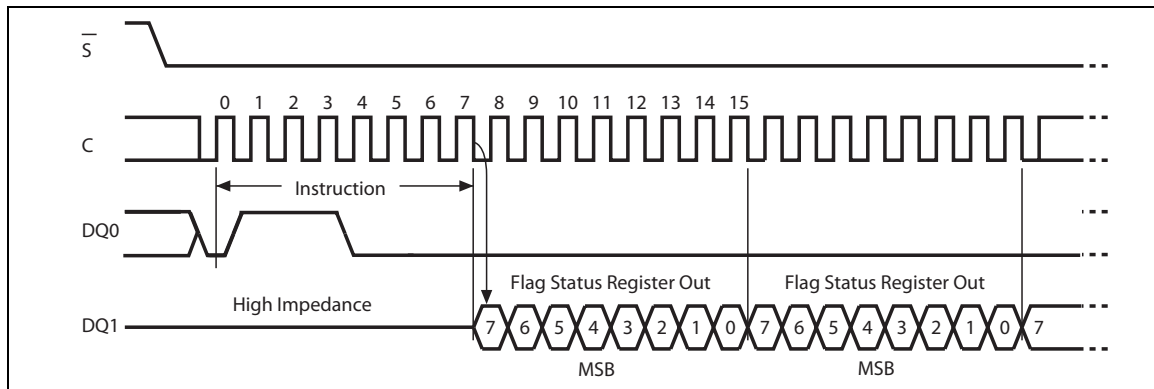 S
0 1 2 3 4 5 6 7 8 9 10 11 12 13 14 15
C
Instruction
DQ0
Flag Status Register Out Flag Status Register Out
High Impedance
DQ1 7 6 5 4 3 2 1 0 7 6 5 4 3 2 1 0 7
MSB MSB